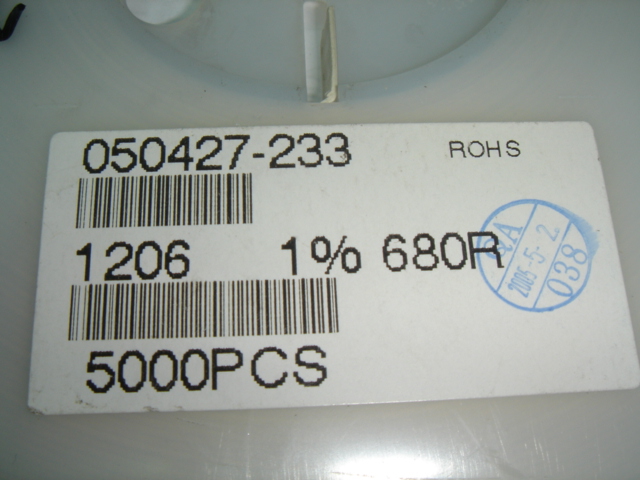 050427-233 ROHS
1206 1% 680R
QA
2005-5-2
038
5000PCS